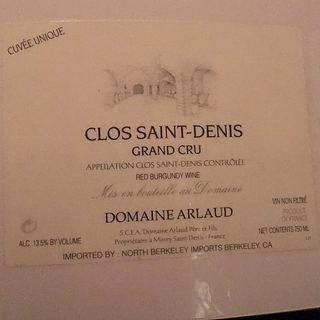 CUVÉE UNIQUE
CLOS SAINT-DENIS
GRAND CRU
APPELLATION CLOS SAINT-DENIS CONTRÔLÉE
RED BURGUNDY WINE
Mis en bouteille au Domaine
DOMAINE ARLAUD
VIN NON FILTRÉ
PRODUCT
OF FRANCE
S.C.E.A. Domaine Arlaud Père et Fils
ALC. 13.5% BY VOLUME
Propriétaire à Morey-Saint-Denis - France
NET CONTENTS 750 ML
IMPORTED BY: NORTH BERKELEY IMPORTS BERKELEY, CA